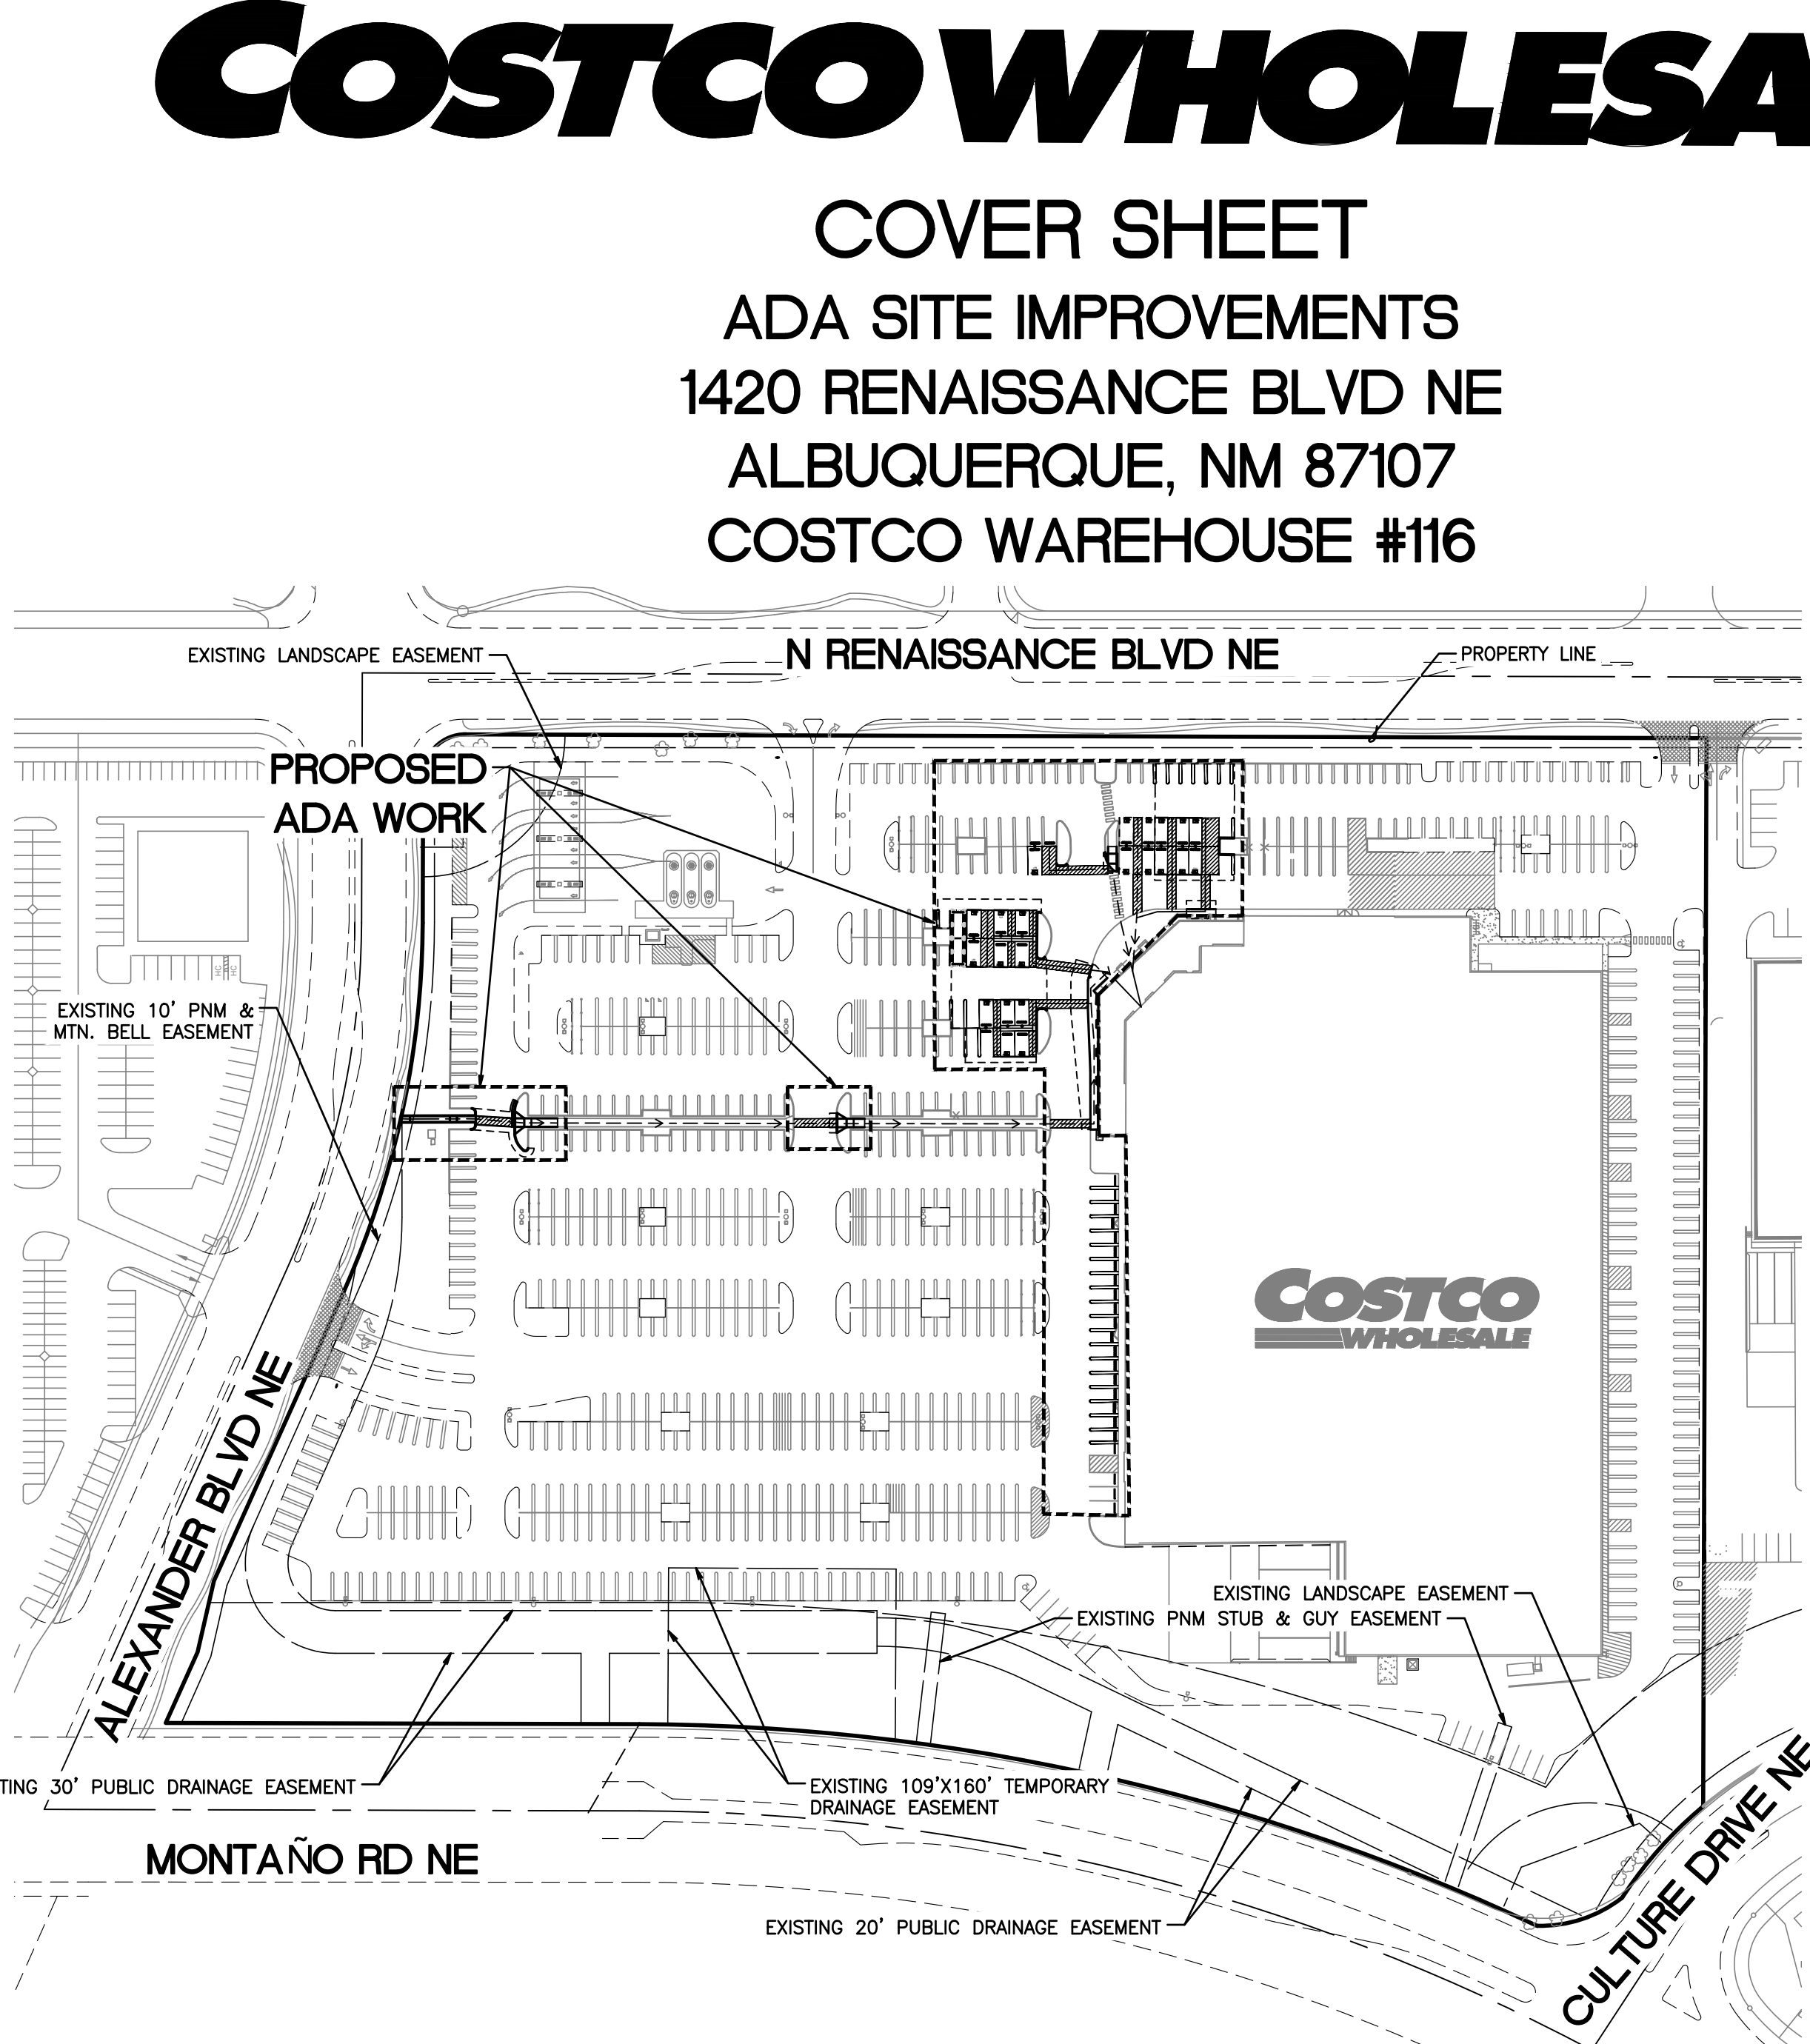 COSTCO WHOLESA
COVER SHEET
ADA SITE IMPROVEMENTS
1420 RENAISSANCE BLVD NE
ALBUQUERQUE, NM 87107
COSTCO WAREHOUSE #116
EXISTING LANDSCAPE EASEMENT
N RENAISSANCE BLVD NE
PROPERTY LINE
PROPOSED
ADA WORK
HC
HC
EXISTING 10' PNM &
MTN. BELL EASEMENT
COSTCO
WHOLESALE
ALEXANDER BLVD NE
EXISTING LANDSCAPE EASEMENT
EXISTING PNM STUB & GUY EASEMENT
TING 30' PUBLIC DRAINAGE EASEMENT
EXISTING 109'X160' TEMPORARY
DRAINAGE EASEMENT
MONTAÑO RD NE
EXISTING 20' PUBLIC DRAINAGE EASEMENT
CULTURE DRIVE NE